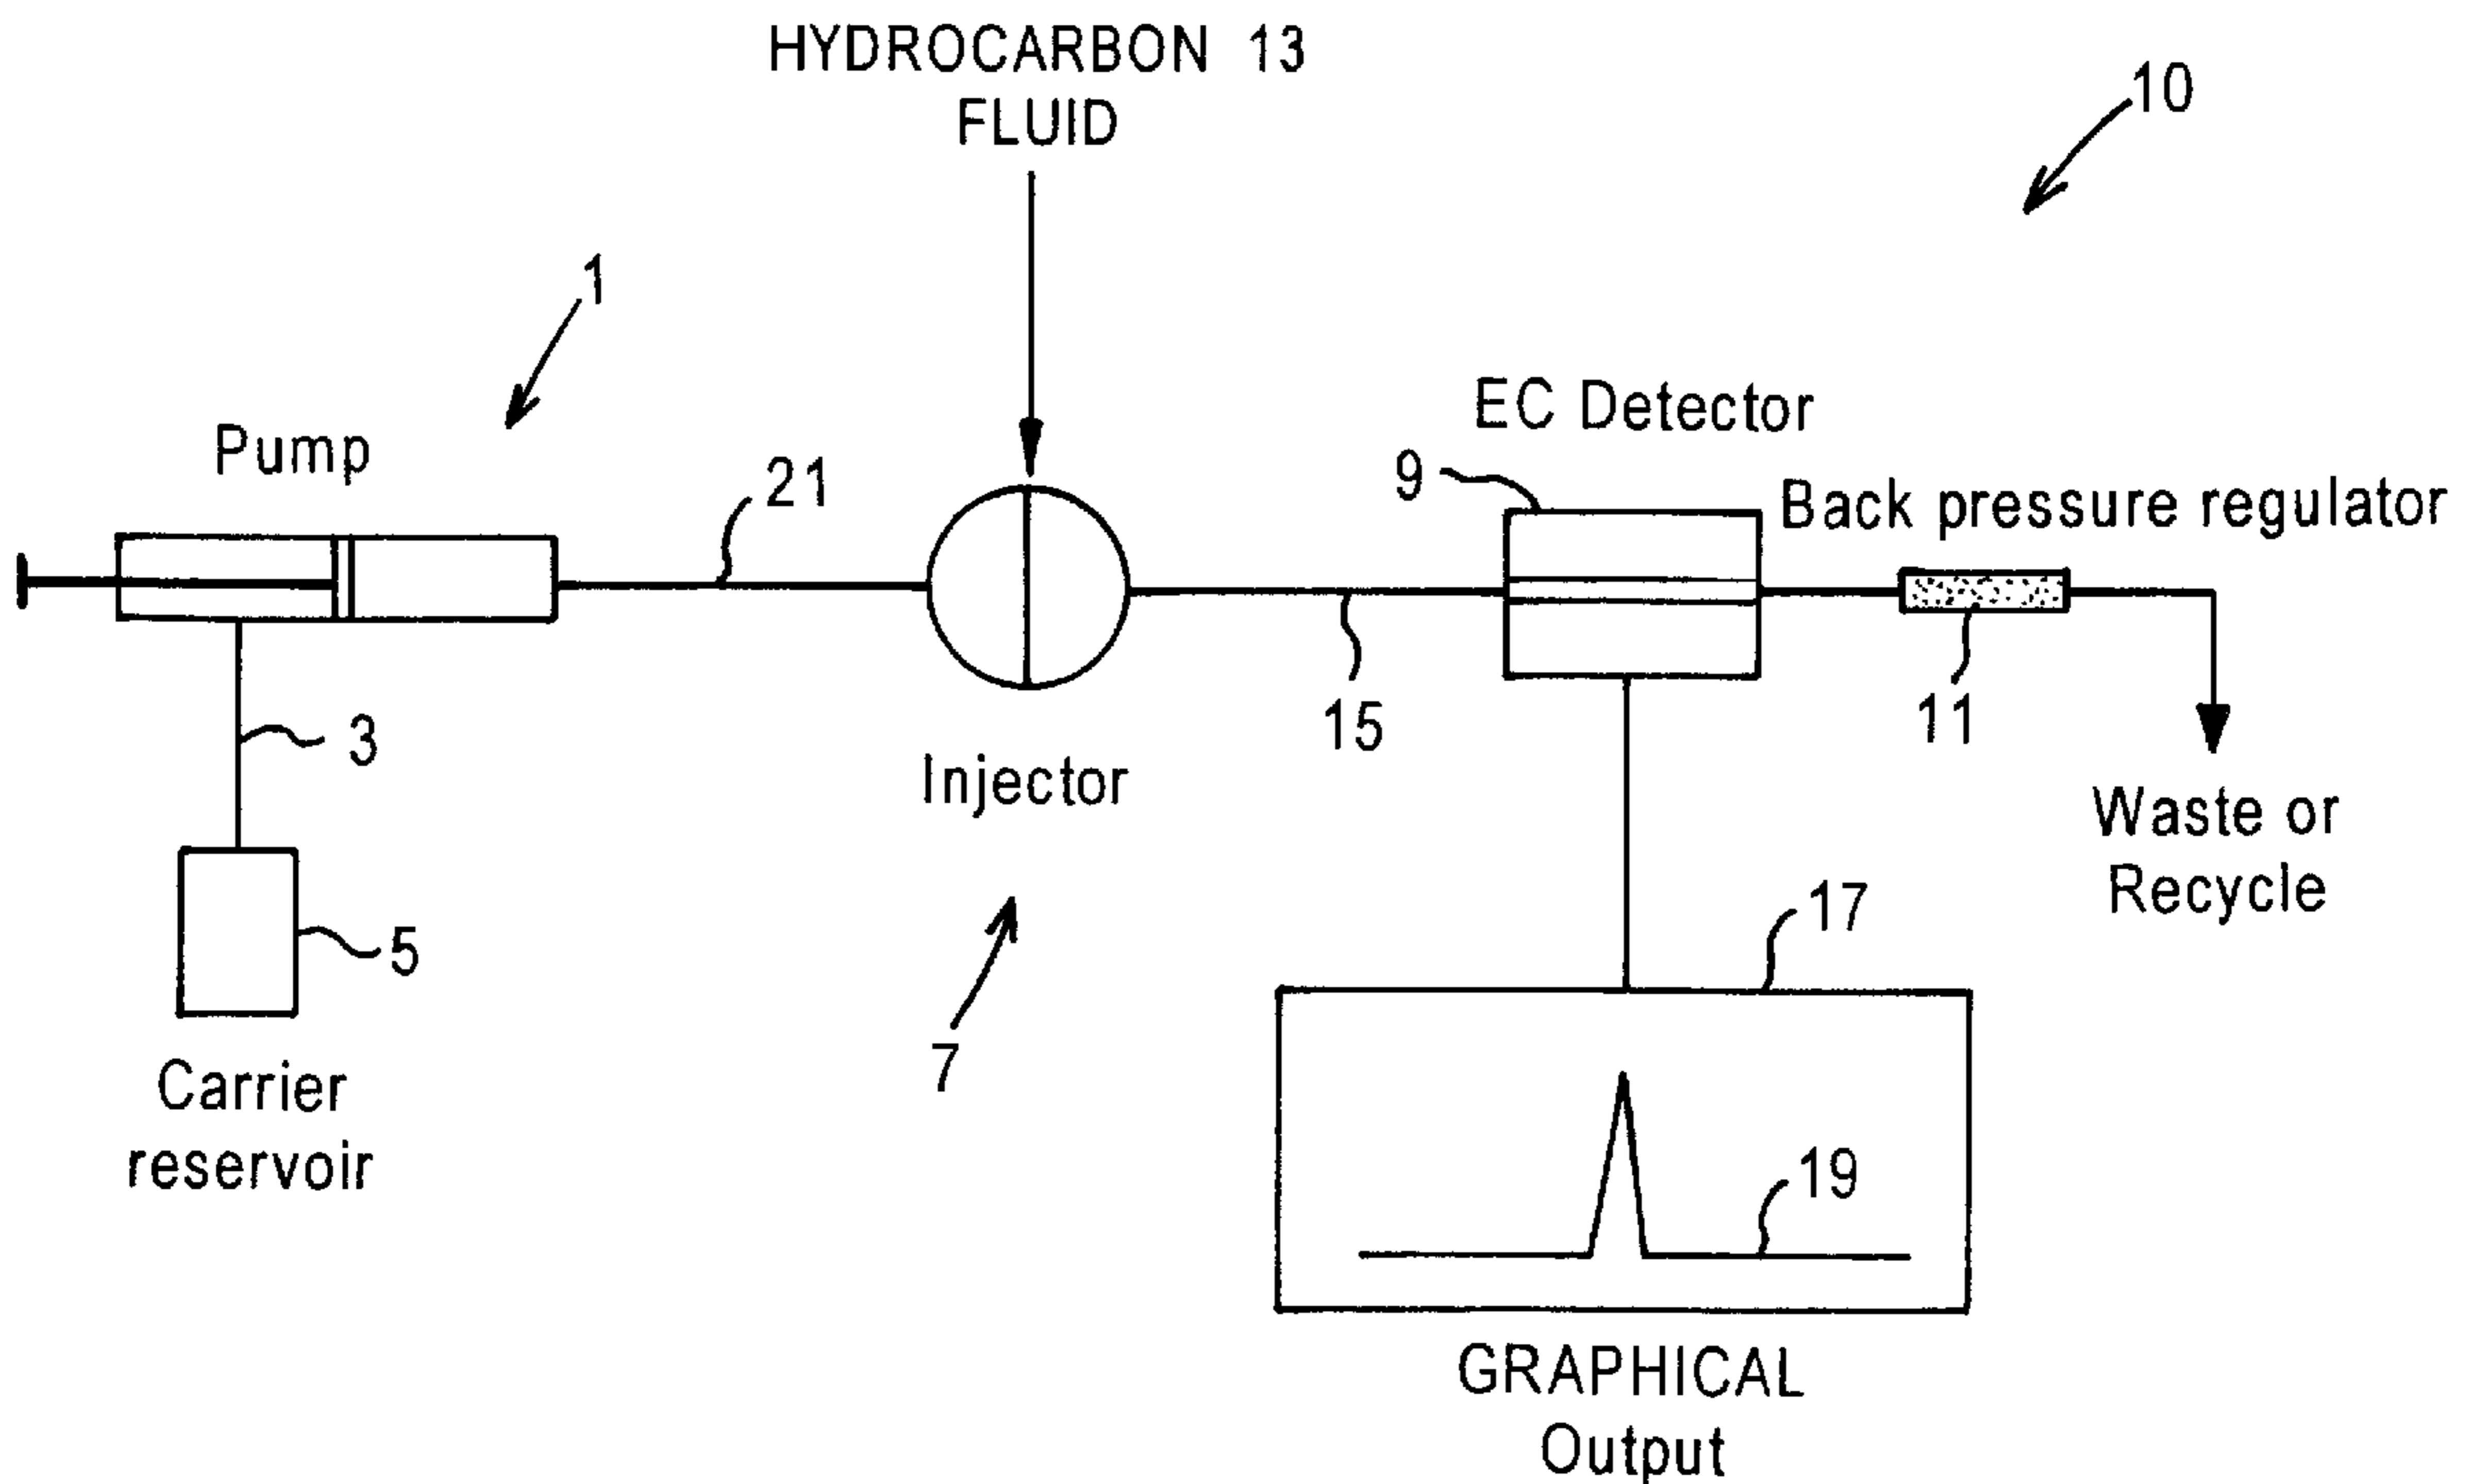 HYDROCARBON 13
FLUID
10
1
Pump
21
EC Detector
9
Back pressure regulator
3
15
11
Injector
Waste or
Recycle
5
17
7
Carrier
reservoir
19
GRAPHICAL
Output